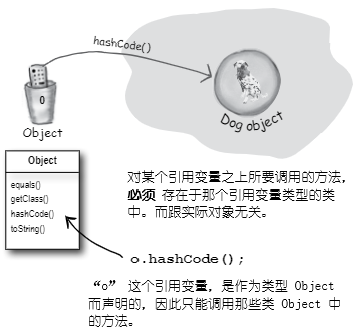 hashCode()
o
Object
Dog object
Object
equals()
getClass()
hashCode()
toString()
对某个引用变量之上所要调用的方法，
必须 存在于那个引用变量类型的类
中。而跟实际对象无关。
o.hashCode();
“o” 这个引用变量，是作为类型 Object
而声明的，因此只能调用那些类 Object 中
的方法。